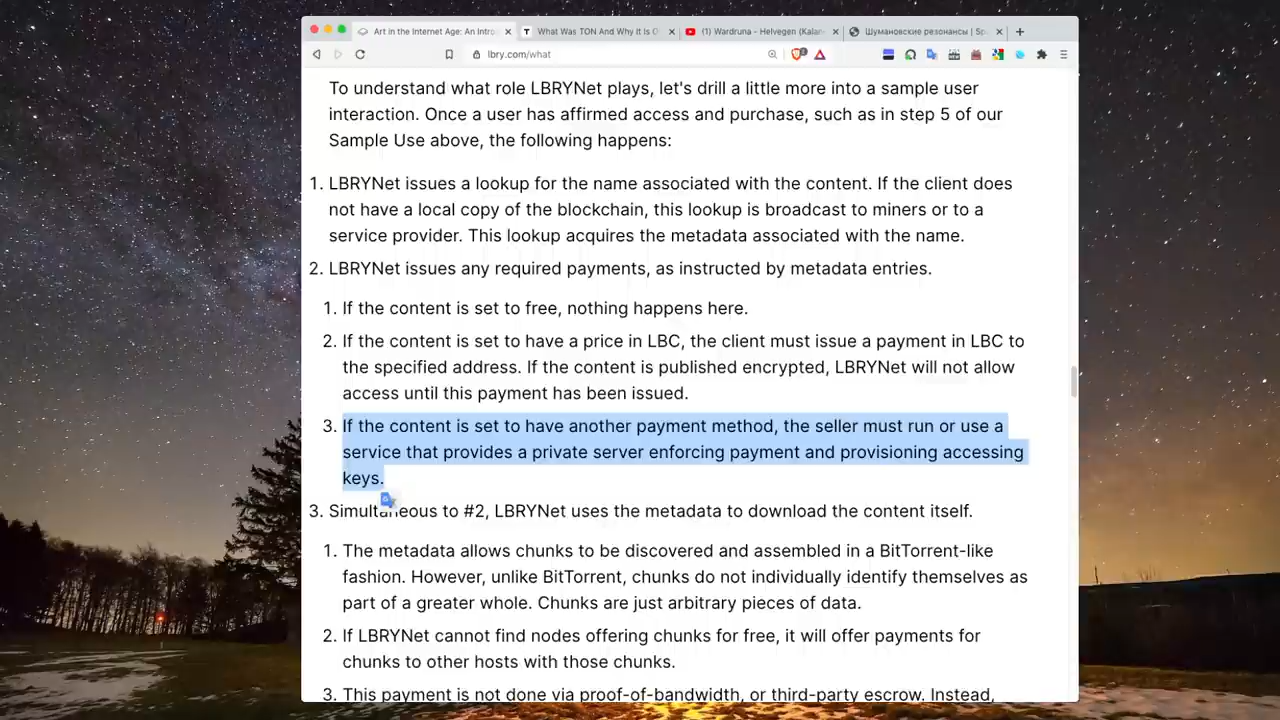 Art in the Internet Age: An Intro
What Was TON And Why It Is O
(1) Wardruna - Helvegen (Kalan
Шумановские резонансы | Sp
lbry.com/what
To understand what role LBRYNet plays, let's drill a little more into a sample user
interaction. Once a user has affirmed access and purchase, such as in step 5 of our
Sample Use above, the following happens:
1. LBRYNet issues a lookup for the name associated with the content. If the client does
not have a local copy of the blockchain, this lookup is broadcast to miners or to a
service provider. This lookup acquires the metadata associated with the name.
2. LBRYNet issues any required payments, as instructed by metadata entries.
1. If the content is set to free, nothing happens here.
2. If the content is set to have a price in LBC, the client must issue a payment in LBC to
the specified address. If the content is published encrypted, LBRYNet will not allow
access until this payment has been issued.
3. If the content is set to have another payment method, the seller must run or use a
service that provides a private server enforcing payment and provisioning accessing
keys.
3. Simultaneous to #2, LBRYNet uses the metadata to download the content itself.
1. The metadata allows chunks to be discovered and assembled in a BitTorrent-like
fashion. However, unlike BitTorrent, chunks do not individually identify themselves as
part of a greater whole. Chunks are just arbitrary pieces of data.
2. If LBRYNet cannot find nodes offering chunks for free, it will offer payments for
chunks to other hosts with those chunks.
3. This payment is not done via proof-of-bandwidth, or third-party escrow. Instead,